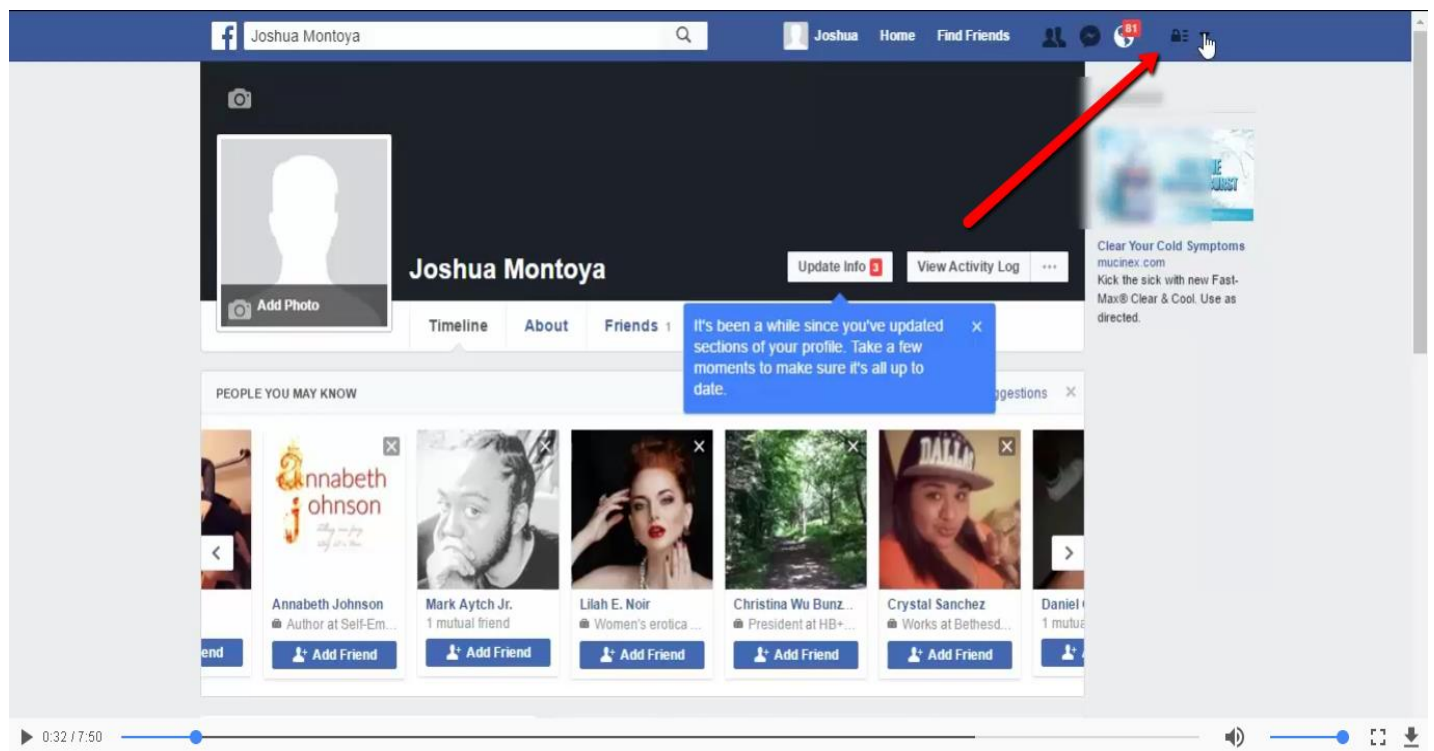 f
Joshua Montoya
Joshua Home Find Friends
81
Joshua Montoya
Update Info 3
View Activity Log ...
Add Photo
Timeline About Friends 1
It's been a while since you've updated
sections of your profile. Take a few
moments to make sure it's all up to
date.
Clear Your Cold Symptoms
mucinex.com
Kick the sick with new Fast-
Max® Clear & Cool. Use as
directed.
PEOPLE YOU MAY KNOW
annabeth
johnson
DALLA
Annabeth Johnson
Author at Self-Em...
Add Friend
Mark Aytch Jr.
1 mutual friend
Add Friend
Lilah E. Noir
Women's erotica ...
Add Friend
Christina Wu Bunz...
President at HB+...
Add Friend
Crystal Sanchez
Works at Bethesd...
Add Friend
Daniel
1 mutua
0:32 / 7:50